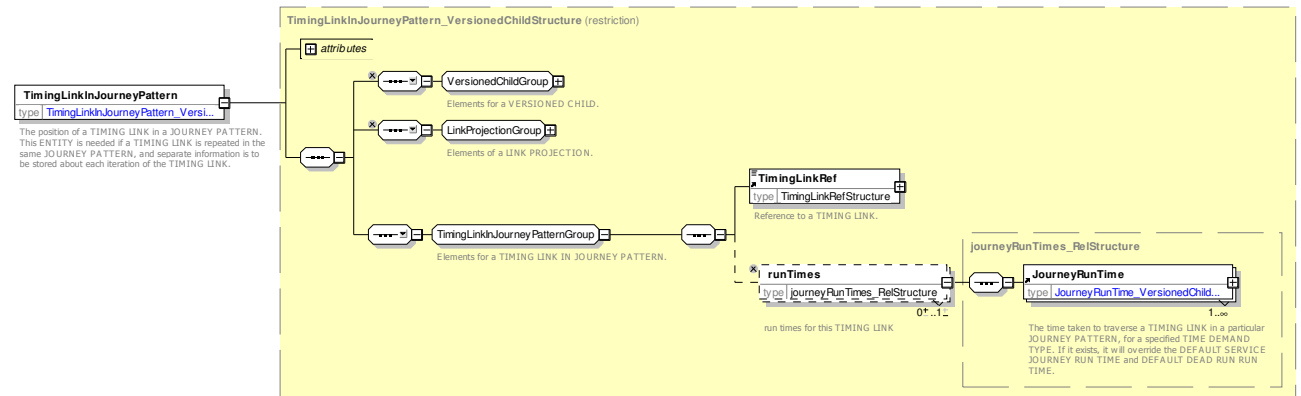 TimingLinkInJourneyPattern_VersionedChildStructure (restriction)
attributes
VersionedChildGroup
Elements for a VERSIONED CHILD.
TimingLinkInJourneyPattern
type TimingLinkInJourneyPattern_Versi...
The position of a TIMING LINK in a JOURNEY PATTERN.
This ENTITY is needed if a TIMING LINK is repeated in the
same JOURNEY PATTERN, and separate information is to
be stored about each iteration of the TIMING LINK.
LinkProjectionGroup
Elements of a LINK PROJECTION.
TimingLinkRef
type TimingLinkRefStructure
Reference to a TIMING LINK.
TimingLinkInJourneyPatternGroup
Elements for a TIMING LINK IN JOURNEY PATTERN.
runTimes
type journeyRunTimes_RelStructure
0..1
run times for this TIMING LINK
journeyRunTimes_RelStructure
JourneyRunTime
type JourneyRunTime_VersionedChild...
1..∞
The time taken to traverse a TIMING LINK in a particular
JOURNEY PATTERN, for a specified TIME DEMAND
TYPE. If it exists, it will override the DEFAULT SERVICE
JOURNEY RUN TIME and DEFAULT DEAD RUN RUN
TIME.